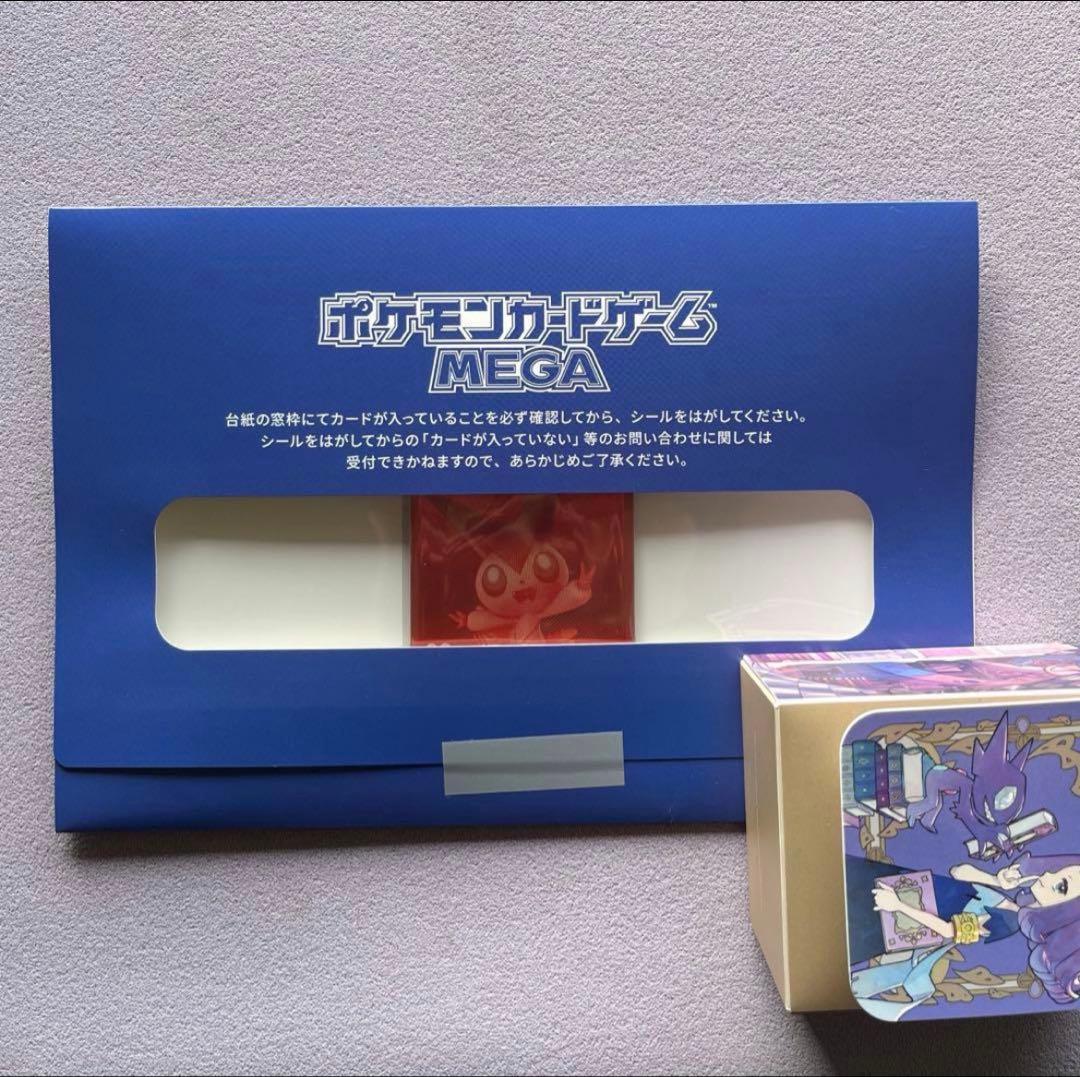 ポケモンカードゲーム™
MEGA
台紙の窓枠にてカードが入っていることを必ず確認してから、シールをはがしてください。
シールをはがしてからの「カードが入っていない」等のお問い合わせに関しては
受付できかねますので、あらかじめご了承ください。